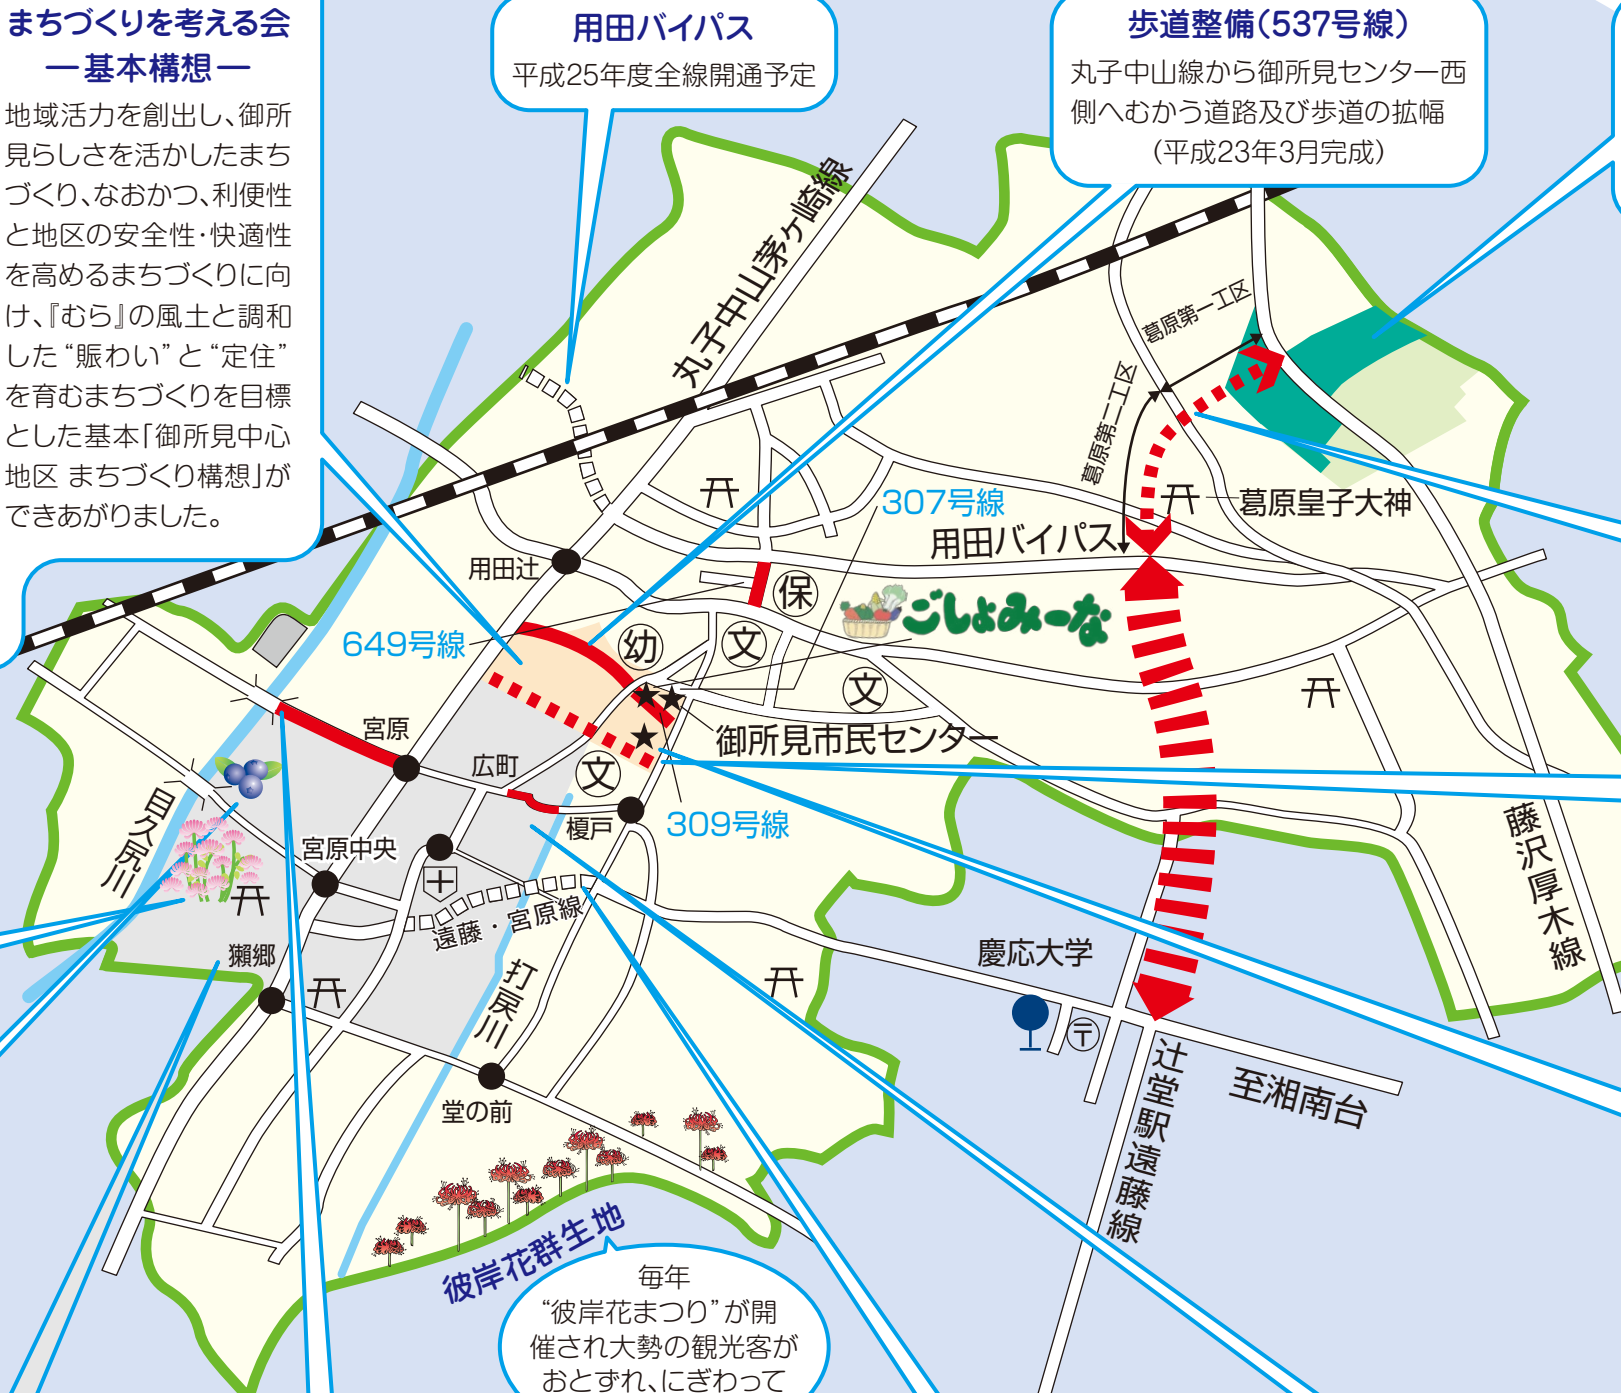 まちづくりを考える会
―基本構想―
地域活力を創出し、御所
見らしさを活かしたまち
づくり、なおかつ、利便性
と地区の安全性・快適性
を高めるまちづくりに向
け、『むら』の風土と調和
した“賑わい”と“定住”
を育むまちづくりを目標
とした基本「御所見中心
地区 まちづくり構想」が
できあがりました。
用田バイパス
平成25年度全線開通予定
歩道整備(537号線)
丸子中山線から御所見センター西
側へむかう道路及び歩道の拡幅
(平成23年3月完成)
丸子中山茅ヶ崎線
葛原第一工区
葛原第二工区
葛原皇子大神
307号線
用田バイパス
用田辻
保
ごしょみーな
649号線
幼
文
文
宮原
御所見市民センター
広町
文
目久尻川
榎戸
309号線
藤沢厚木線
宮原中央
遠藤・宮原線
獺郷
打戻川
慶応大学
〒
辻堂駅遠藤線
至湘南台
堂の前
彼岸花群生地
毎年
“彼岸花まつり”が開
催され大勢の観光客が
おとずれ、にぎわって